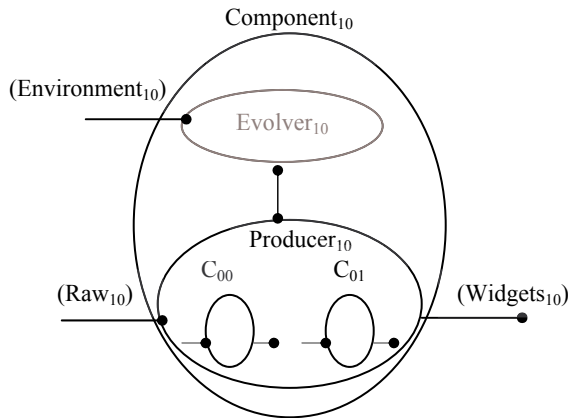 Component₁₀
(Environment₁₀)
Evolver₁₀
Producer₁₀
C₀₀ C₀₁
(Raw₁₀) (Widgets₁₀)